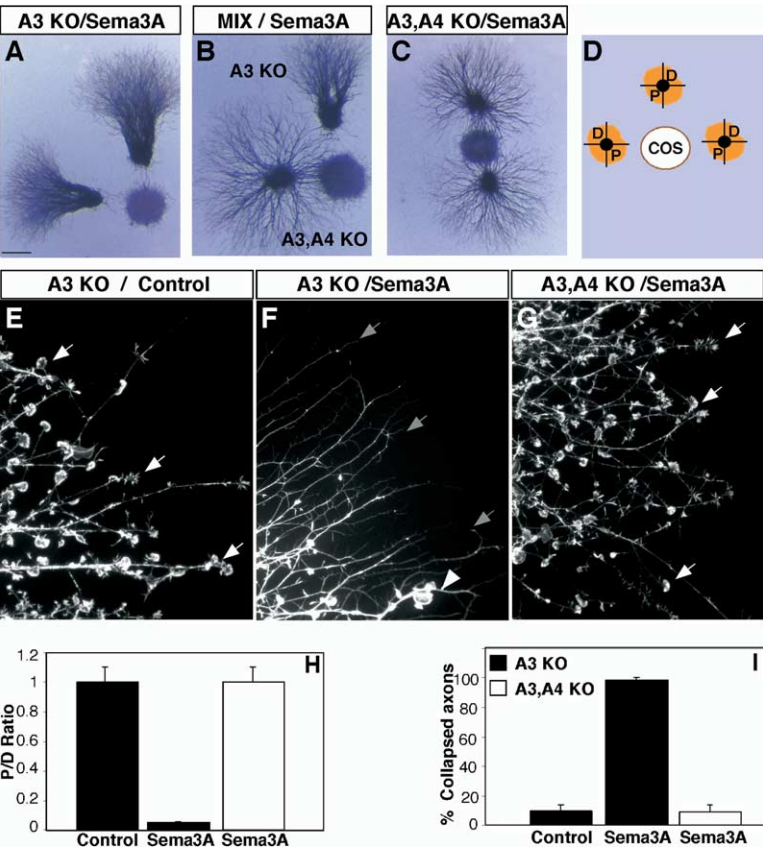 A3 KO/Sema3A
MIX / Sema3A
A3,A4 KO/Sema3A
A
B
C
D
A3 KO
A3,A4 KO
D
P
D
P
COS
D
P
A3 KO / Control
A3 KO /Sema3A
A3,A4 KO /Sema3A
E
F
G
H
P/D Ratio
1.2
1
0.8
0.6
0.4
0.2
0
Control Sema3A Sema3A
I
A3 KO
A3,A4 KO
% Collapsed axons
100
80
60
40
20
0
Control Sema3A Sema3A